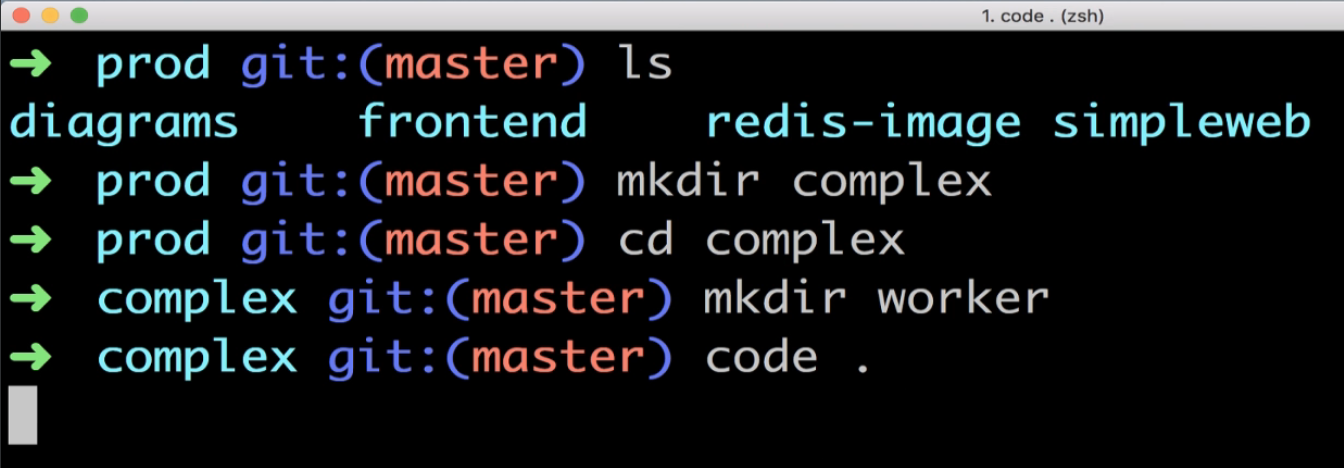 1. code . (zsh)
➜ prod git:(master) ls
diagrams frontend redis-image simpleweb
➜ prod git:(master) mkdir complex
➜ prod git:(master) cd complex
➜ complex git:(master) mkdir worker
➜ complex git:(master) code .